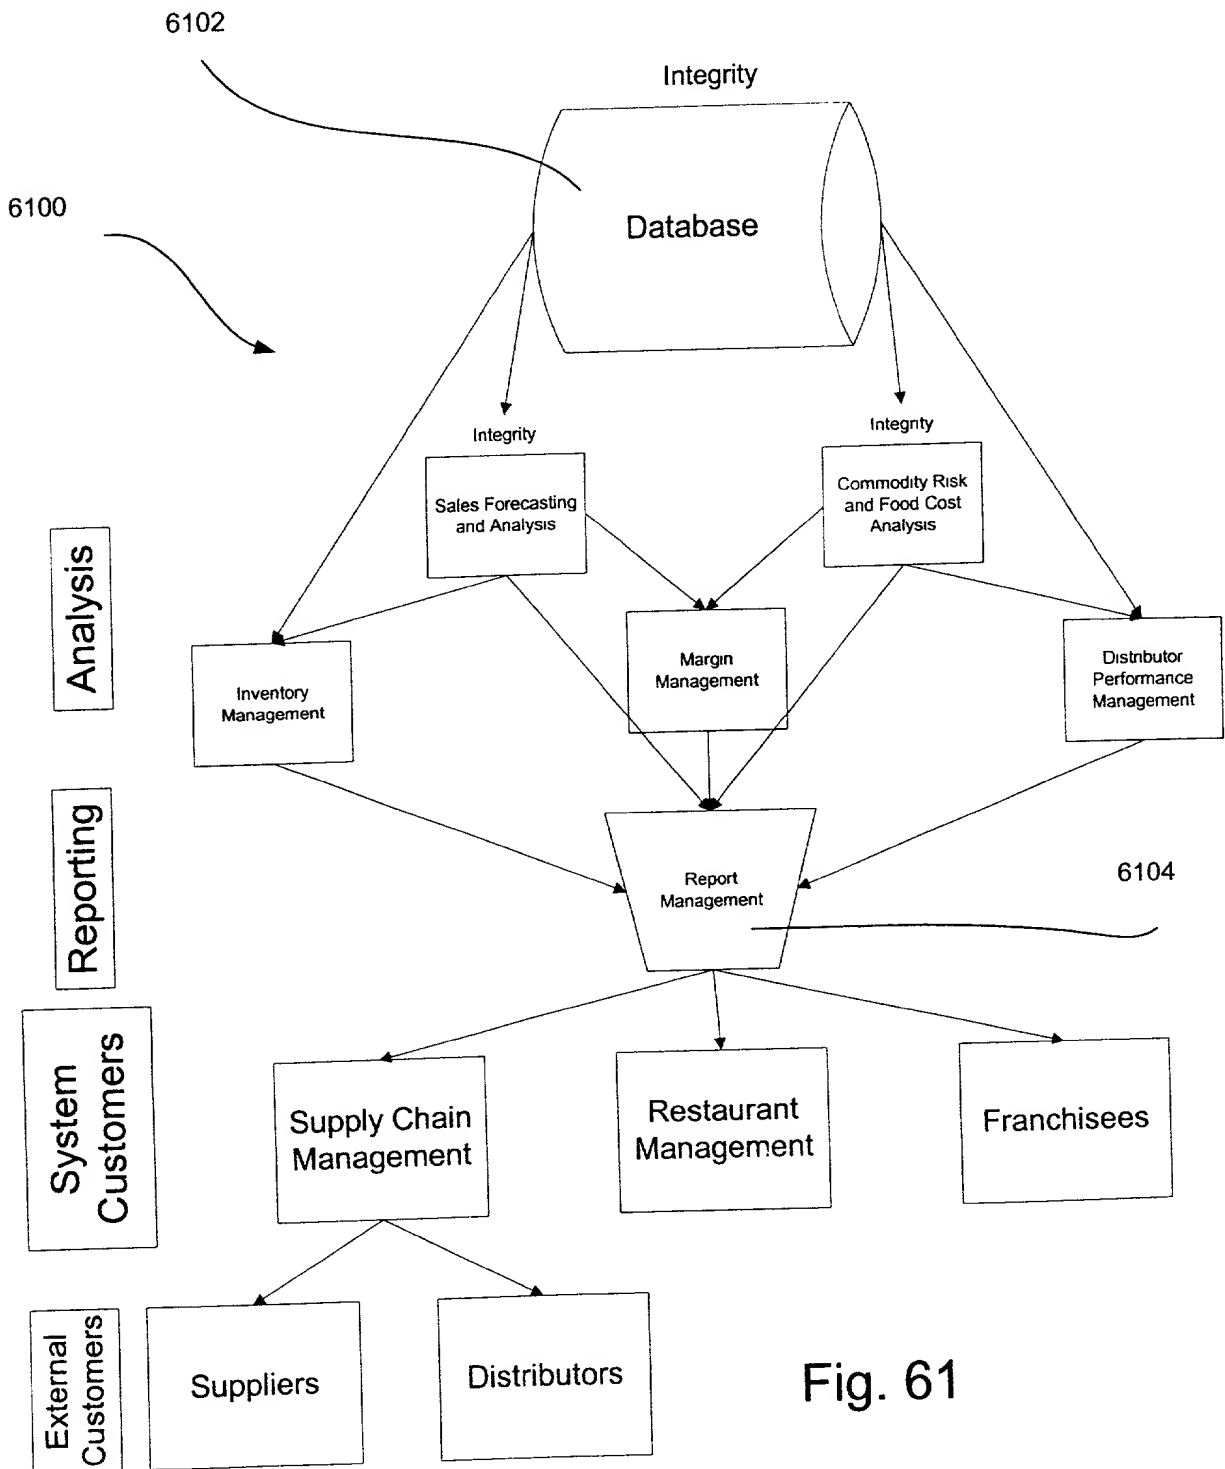 6102
Integrity
6100
Database
Integrity
Integrity
Sales Forecasting
and Analysis
Commodity Risk
and Food Cost
Analysis
Analysis
Inventory
Management
Margin
Management
Distributor
Performance
Management
Reporting
Report
Management
6104
System
Customers
Supply Chain
Management
Restaurant
Management
Franchisees
External
Customers
Suppliers
Distributors
Fig. 61